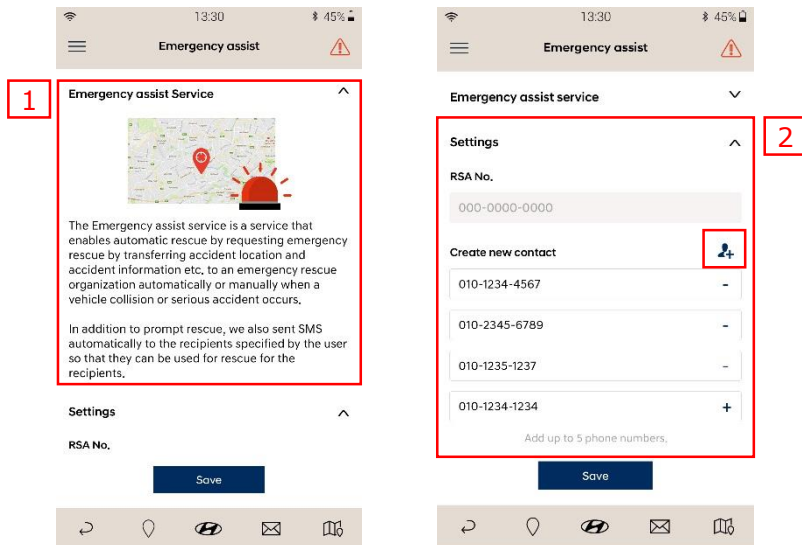 13:30
45%
Emergency assist
1
Emergency assist Service
The Emergency assist service is a service that
enables automatic rescue by requesting emergency
rescue by transferring accident location and
accident information etc. to an emergency rescue
organization automatically or manually when a
vehicle collision or serious accident occurs.
In addition to prompt rescue, we also sent SMS
automatically to the recipients specified by the user
so that they can be used for rescue for the
recipients.
Settings
RSA No.
Save
13:30
45%
Emergency assist
Emergency assist service
2
Settings
RSA No.
000-0000-0000
Create new contact
010-1234-4567 -
010-2345-6789 -
010-1235-1237 -
010-1234-1234 +
Add up to 5 phone numbers.
Save